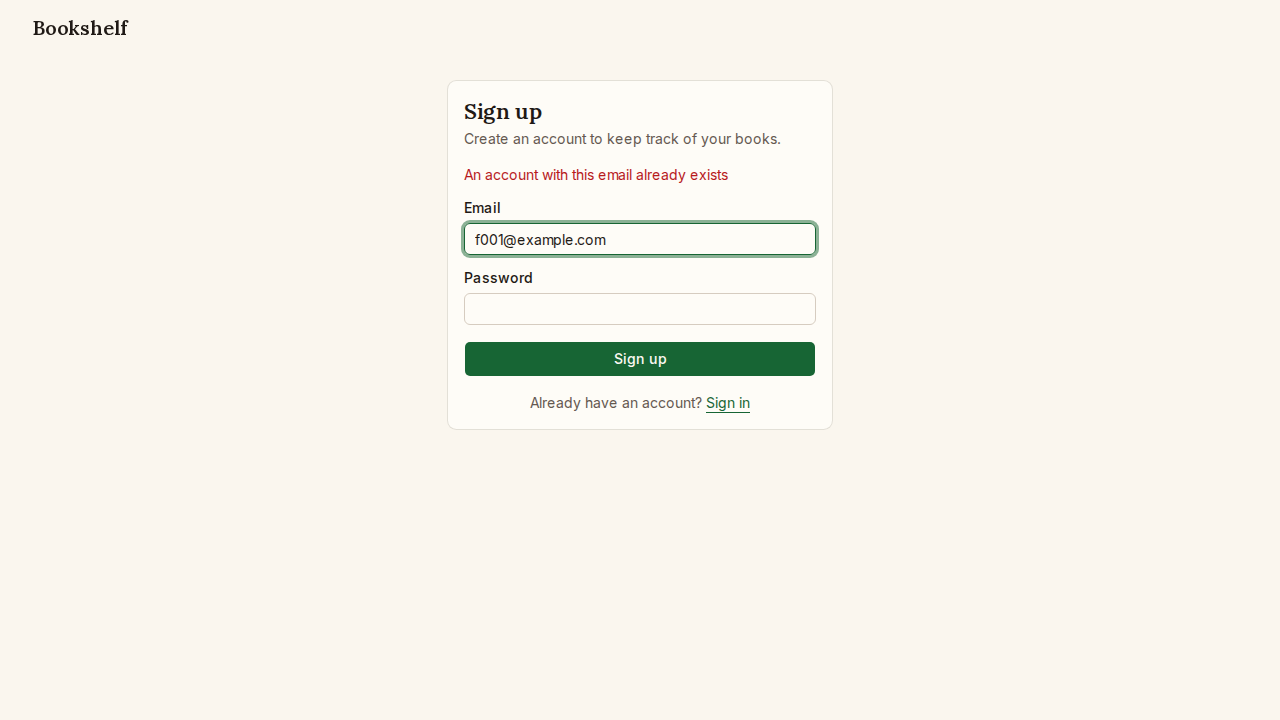 Bookshelf
Sign up
Create an account to keep track of your books.
An account with this email already exists
Email
f001@example.com
Password
Sign up
Already have an account? Sign in